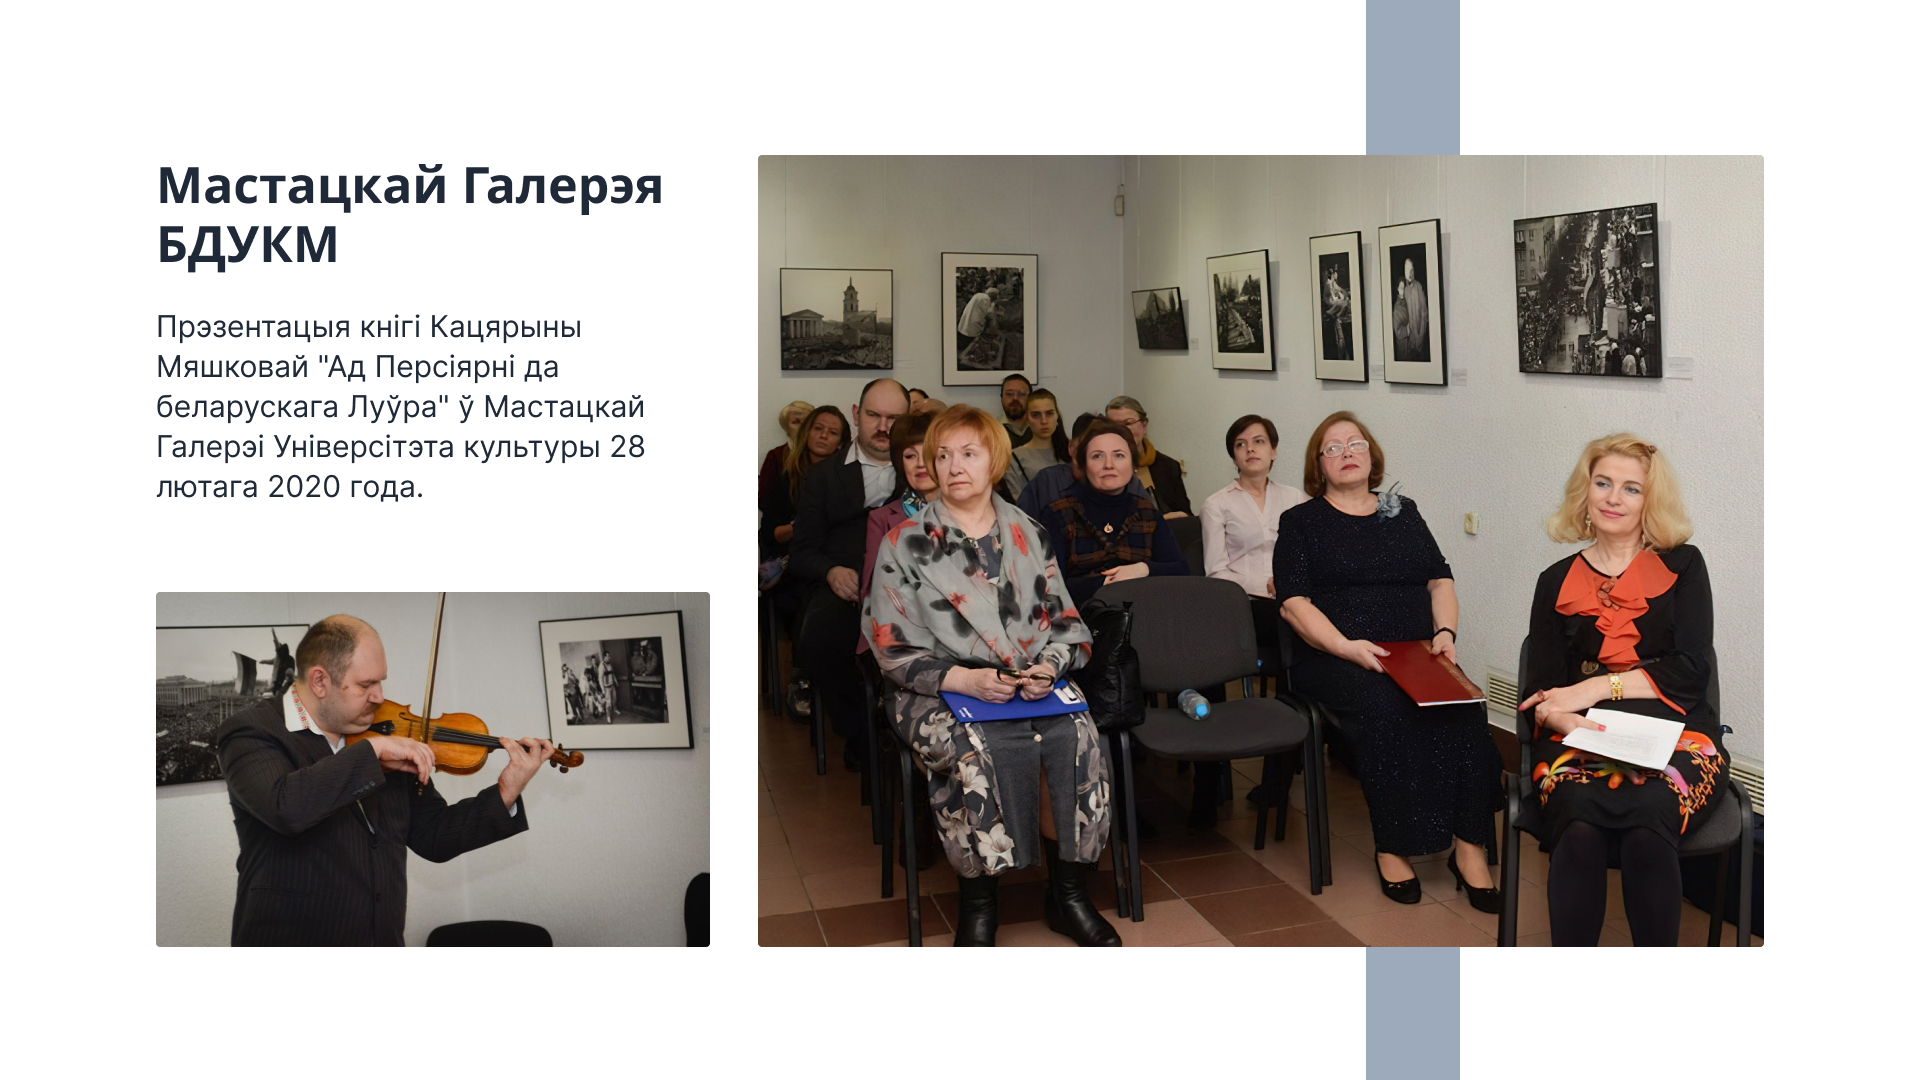 Мастацкай Галерэя
БДУКМ
Прэзентацыя кнігі Кацярыны
Мяшковай "Ад Персіярні да
беларускага Луўра" ў Мастацкай
Галерэі Універсітэта культуры 28
лютага 2020 года.